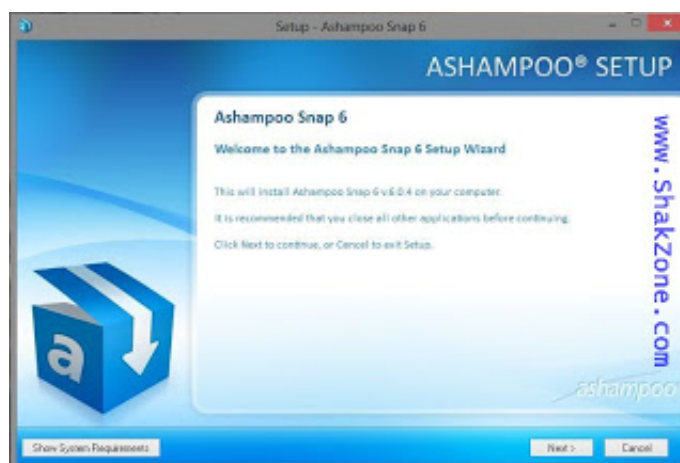 Setup - Ashampoo Snap 6
ASHAMPOO® SETUP
Ashampoo Snap 6
Welcome to the Ashampoo Snap 6 Setup Wizard
This will install Ashampoo Snap 6 v.6.0.4 on your computer.
It is recommended that you close all other applications before continuing.
Click Next to continue, or Cancel to exit Setup.
www.ShakZone.com
a
ashampoo
Show System Requirements
Next >
Cancel